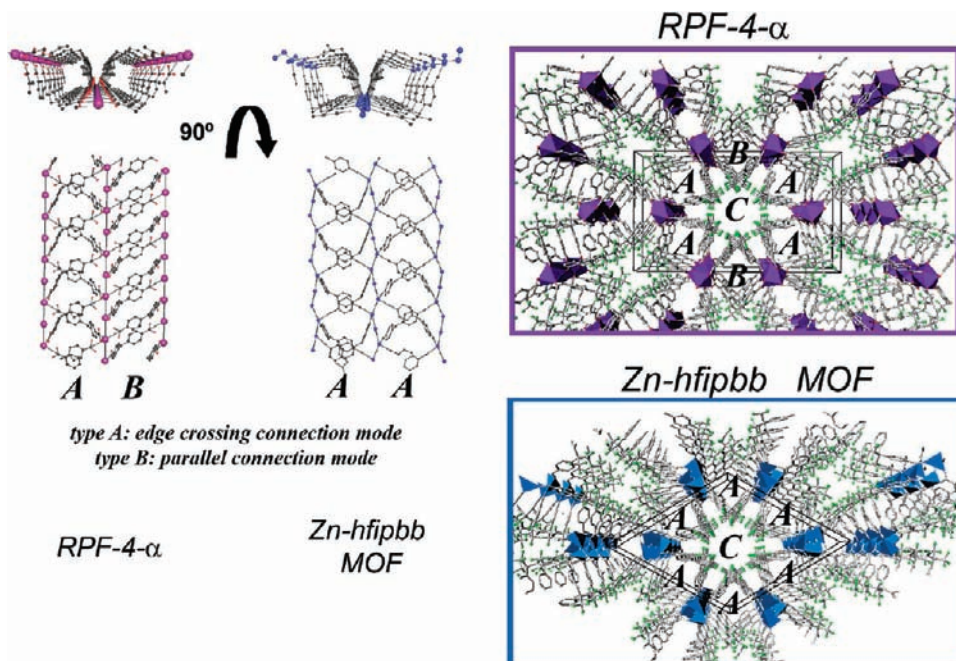 90º
A B
A A
type A: edge crossing connection mode
type B: parallel connection mode
RPF-4-α
Zn-hfipbb
MOF
RPF-4-α
B
A A
C
A A
B
Zn-hfipbb MOF
A
A A
C
A A
A